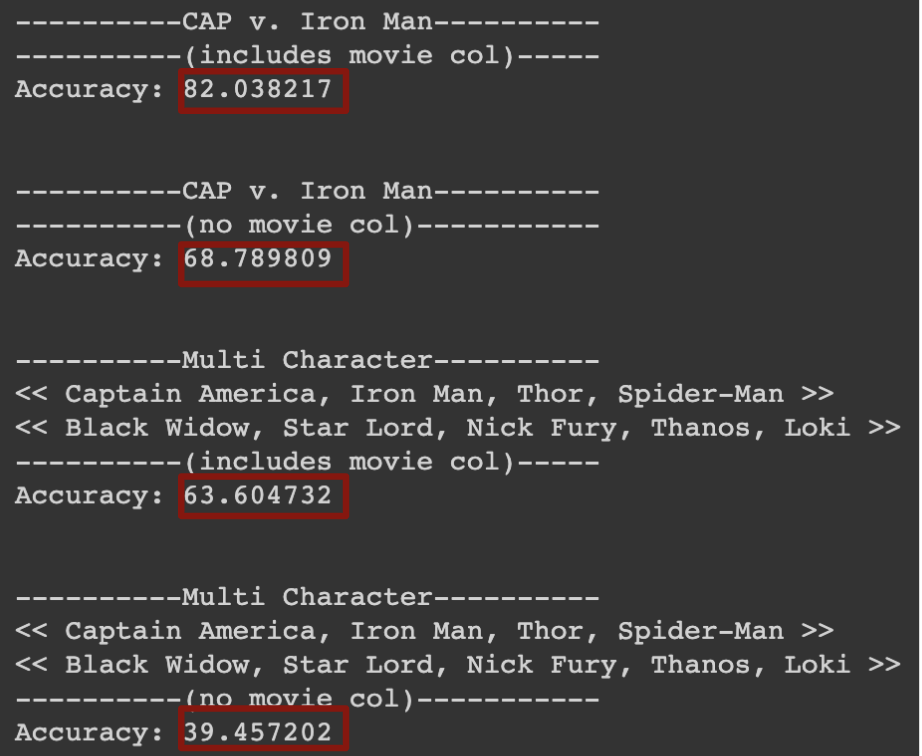 ----------CAP v. Iron Man----------
----------(includes movie col)-----
Accuracy: 82.038217
----------CAP v. Iron Man----------
----------(no movie col)-----------
Accuracy: 68.789809
----------Multi Character----------
<< Captain America, Iron Man, Thor, Spider-Man >>
<< Black Widow, Star Lord, Nick Fury, Thanos, Loki >>
----------(includes movie col)-----
Accuracy: 63.604732
----------Multi Character----------
<< Captain America, Iron Man, Thor, Spider-Man >>
<< Black Widow, Star Lord, Nick Fury, Thanos, Loki >>
----------(no movie col)-----------
Accuracy: 39.457202